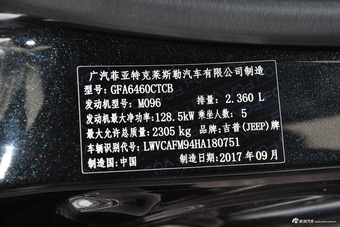 广汽菲亚特克莱斯勒汽车有限公司制造
型号:GFA6460CTCB
发动机型号:M096 排量:2.360 L
发动机最大净功率:128.5kW 乘坐人数:5
最大允许总质量:2305 kg 品牌:吉普(JEEP)牌
车辆识别代号:LWVCAFM94HA180751
制造国:中国 制造日期:2017 年09月